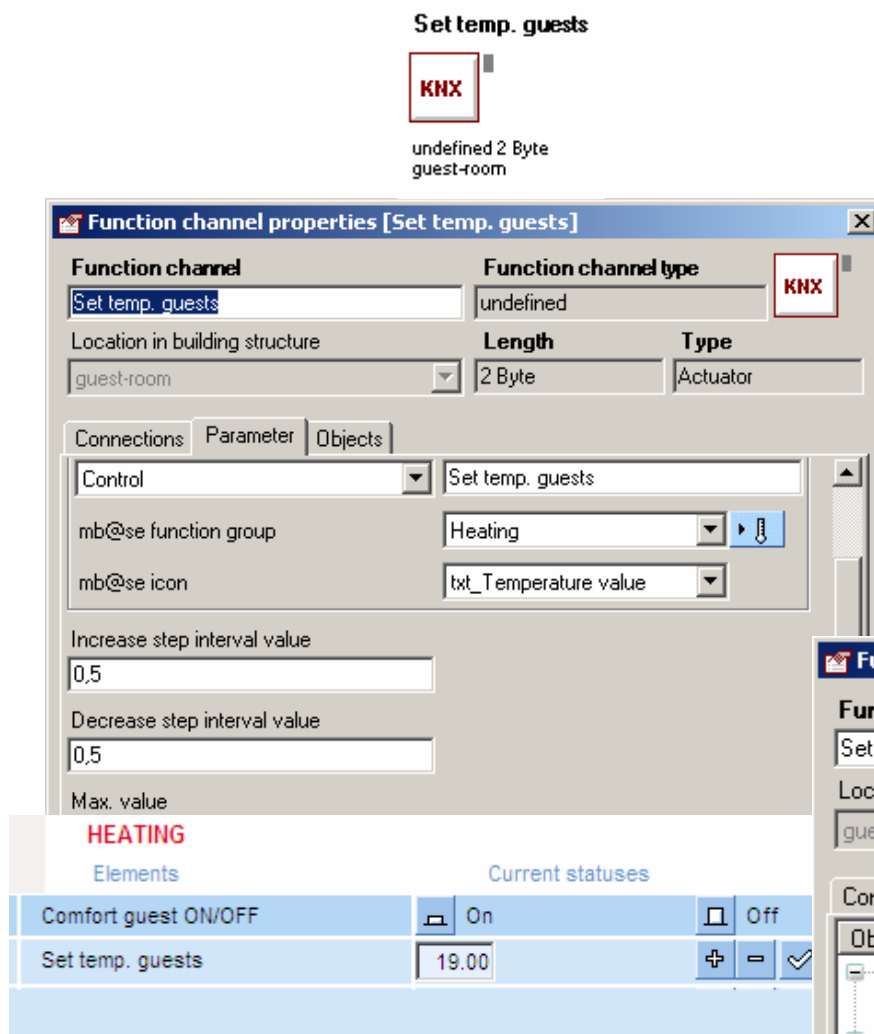 Set temp. guests
KNX
undefined 2 Byte
guest-room
Function channel properties [Set temp. guests]
Function channel Function channel type
KNX
Set temp. guests undefined
Location in building structure Length Type
guest-room 2 Byte Actuator
Connections Parameter Objects
Control Set temp. guests
mb@se function group Heating
mb@se icon txt_Temperature value
Increase step interval value
0,5
Decrease step interval value
0,5
Max. value
HEATING
Elements Current statuses
Comfort guest ON/OFF On Off
Set temp. guests 19.00
Set